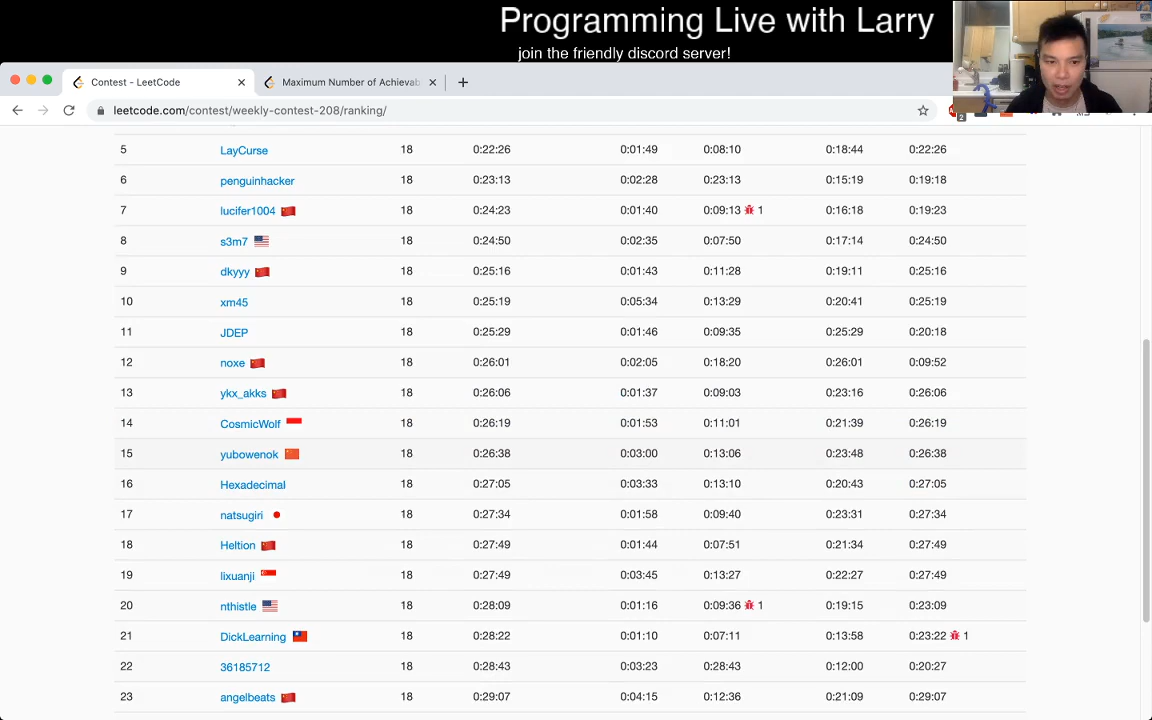 Programming Live with Larry
join the friendly discord server!
Contest - LeetCode
Maximum Number of Achievab
leetcode.com/contest/weekly-contest-208/ranking/
2
5 LayCurse 18 0:22:26 0:01:49 0:08:10 0:18:44 0:22:26
6 penguinhacker 18 0:23:13 0:02:28 0:23:13 0:15:19 0:19:18
7 lucifer1004 18 0:24:23 0:01:40 0:09:13 1 0:16:18 0:19:23
8 s3m7 18 0:24:50 0:02:35 0:07:50 0:17:14 0:24:50
9 dkyyy 18 0:25:16 0:01:43 0:11:28 0:19:11 0:25:16
10 xm45 18 0:25:19 0:05:34 0:13:29 0:20:41 0:25:19
11 JDEP 18 0:25:29 0:01:46 0:09:35 0:25:29 0:20:18
12 noxe 18 0:26:01 0:02:05 0:18:20 0:26:01 0:09:52
13 ykx_akks 18 0:26:06 0:01:37 0:09:03 0:23:16 0:26:06
14 CosmicWolf 18 0:26:19 0:01:53 0:11:01 0:21:39 0:26:19
15 yubowenok 18 0:26:38 0:03:00 0:13:06 0:23:48 0:26:38
16 Hexadecimal 18 0:27:05 0:03:33 0:13:10 0:20:43 0:27:05
17 natsugiri 18 0:27:34 0:01:58 0:09:40 0:23:31 0:27:34
18 Heltion 18 0:27:49 0:01:44 0:07:51 0:21:34 0:27:49
19 lixuanji 18 0:27:49 0:03:45 0:13:27 0:22:27 0:27:49
20 nthistle 18 0:28:09 0:01:16 0:09:36 1 0:19:15 0:23:09
21 DickLearning 18 0:28:22 0:01:10 0:07:11 0:13:58 0:23:22 1
22 36185712 18 0:28:43 0:03:23 0:28:43 0:12:00 0:20:27
23 angelbeats 18 0:29:07 0:04:15 0:12:36 0:21:09 0:29:07